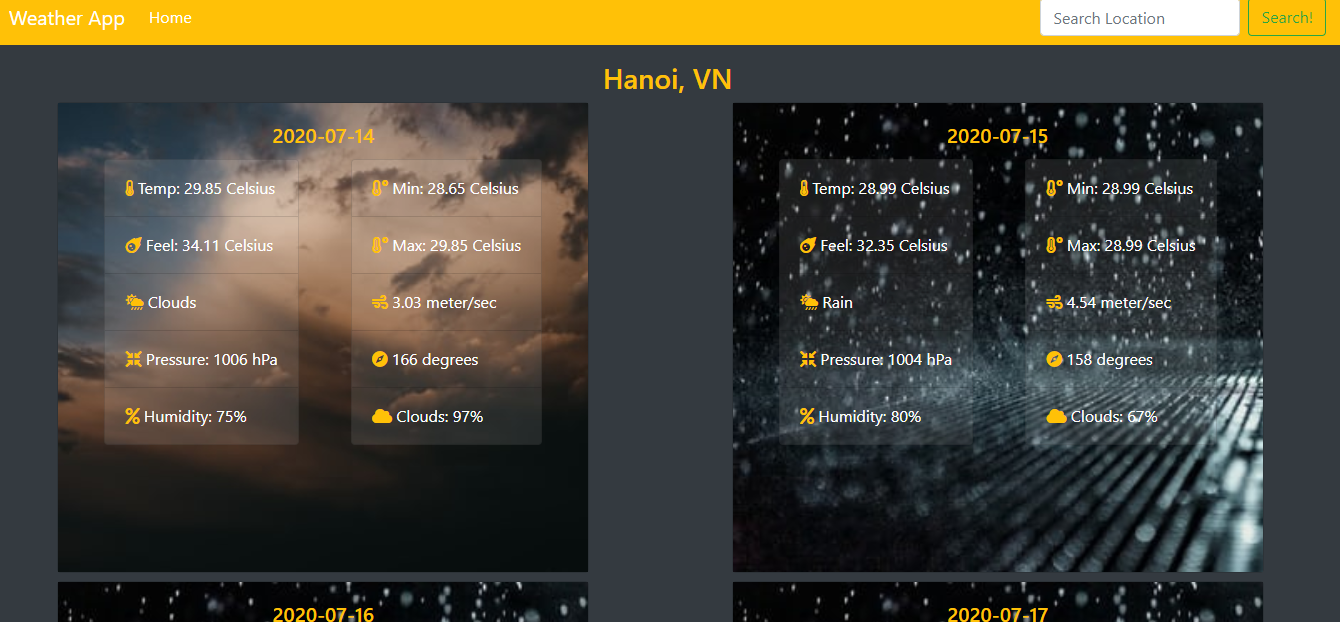 Weather App Home Search Location Search!
Hanoi, VN
2020-07-14
Temp: 29.85 Celsius
Feel: 34.11 Celsius
Clouds
Pressure: 1006 hPa
Humidity: 75%
Min: 28.65 Celsius
Max: 29.85 Celsius
3.03 meter/sec
166 degrees
Clouds: 97%
2020-07-15
Temp: 28.99 Celsius
Feel: 32.35 Celsius
Rain
Pressure: 1004 hPa
Humidity: 80%
Min: 28.99 Celsius
Max: 28.99 Celsius
4.54 meter/sec
158 degrees
Clouds: 67%
2020-07-16
2020-07-17